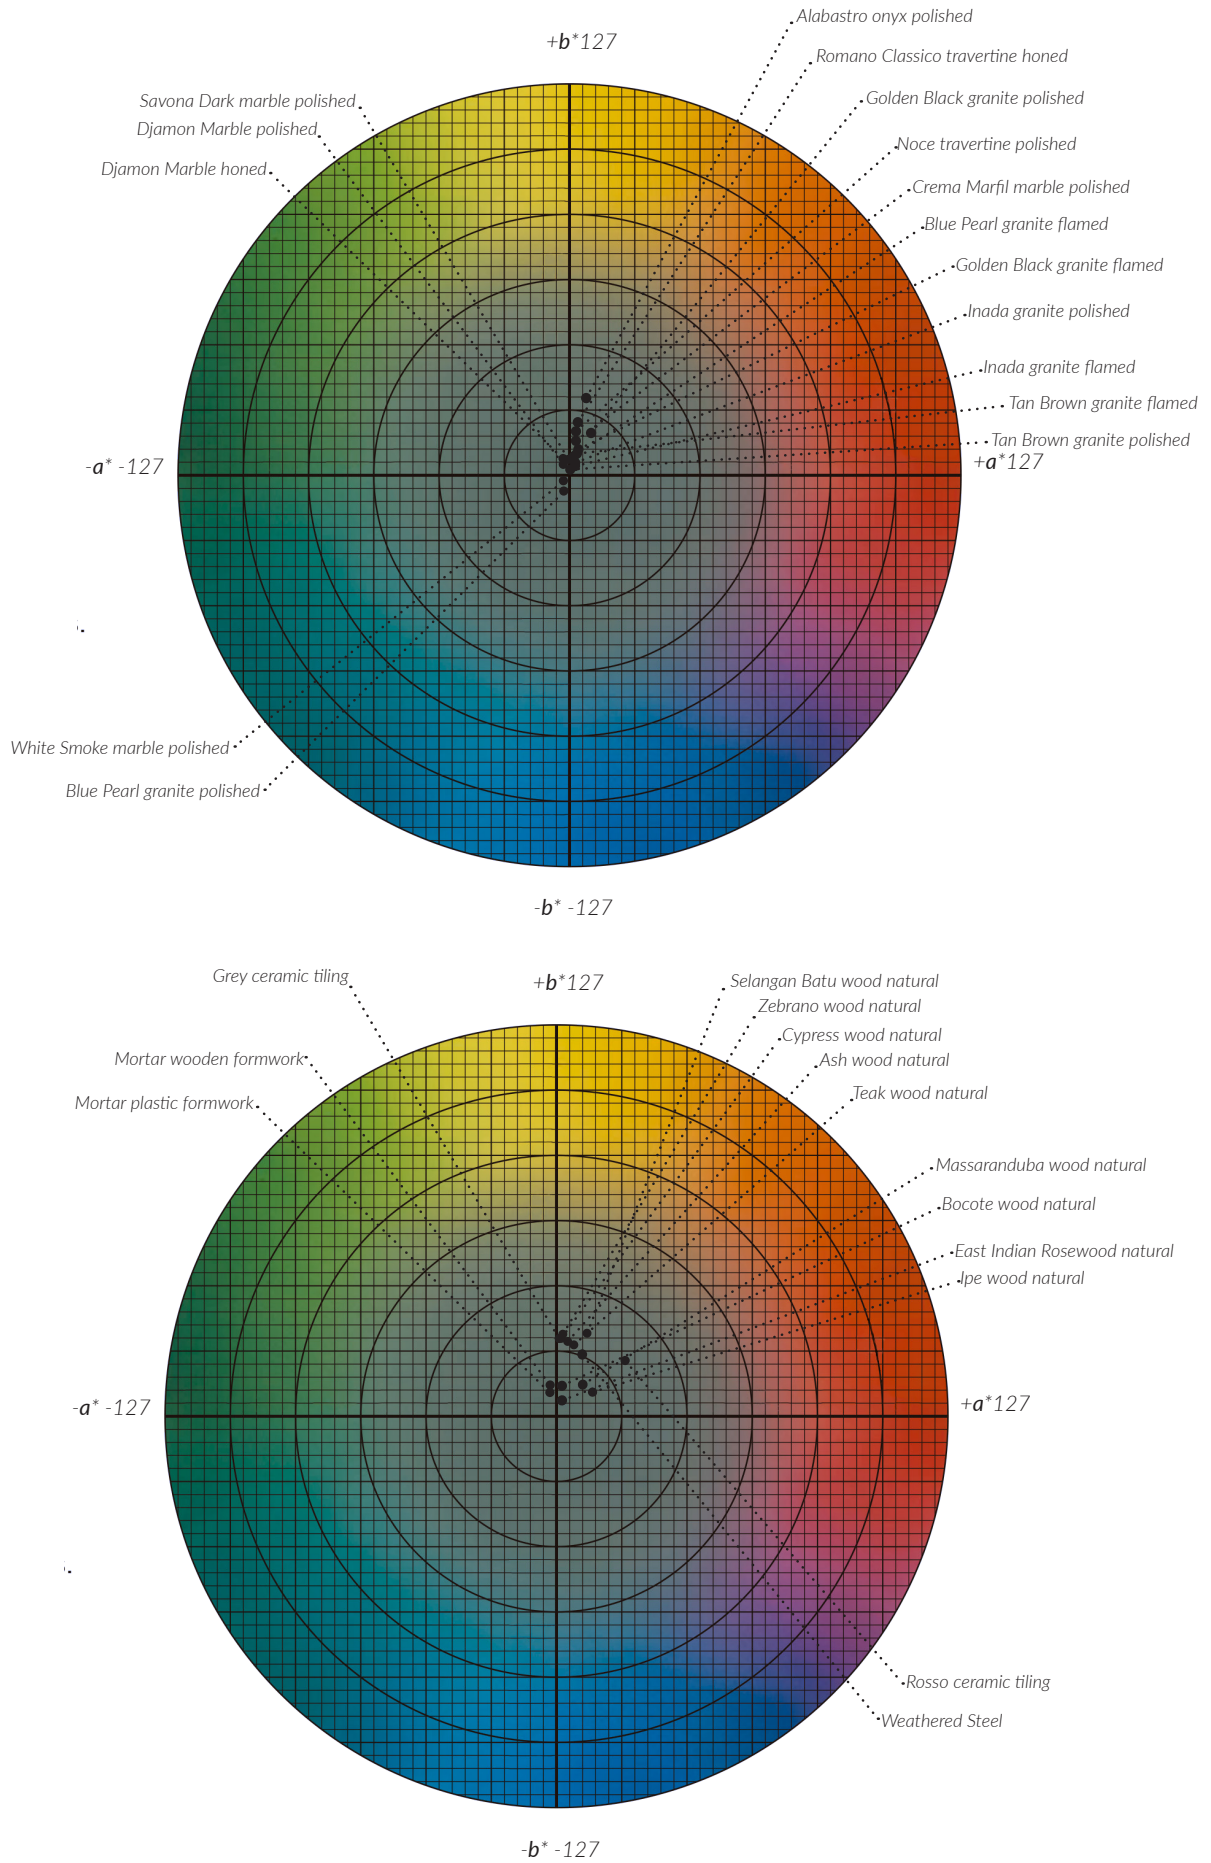 Alabastro onyx polished
+b*127
Romano Classico travertine honed
Savona Dark marble polished
Golden Black granite polished
Djamon Marble polished
Noce travertine polished
Djamon Marble honed
Crema Marfil marble polished
Blue Pearl granite flamed
Golden Black granite flamed
Inada granite polished
Inada granite flamed
Tan Brown granite flamed
Tan Brown granite polished
-a* -127
+a*127
White Smoke marble polished
Blue Pearl granite polished
-b* -127
Grey ceramic tiling
+b*127
Selangan Batu wood natural
Zebrano wood natural
Cypress wood natural
Mortar wooden formwork
Ash wood natural
Teak wood natural
Mortar plastic formwork
Massaranduba wood natural
Bocote wood natural
East Indian Rosewood natural
Ipe wood natural
-a* -127
+a*127
Rosso ceramic tiling
Weathered Steel
-b* -127